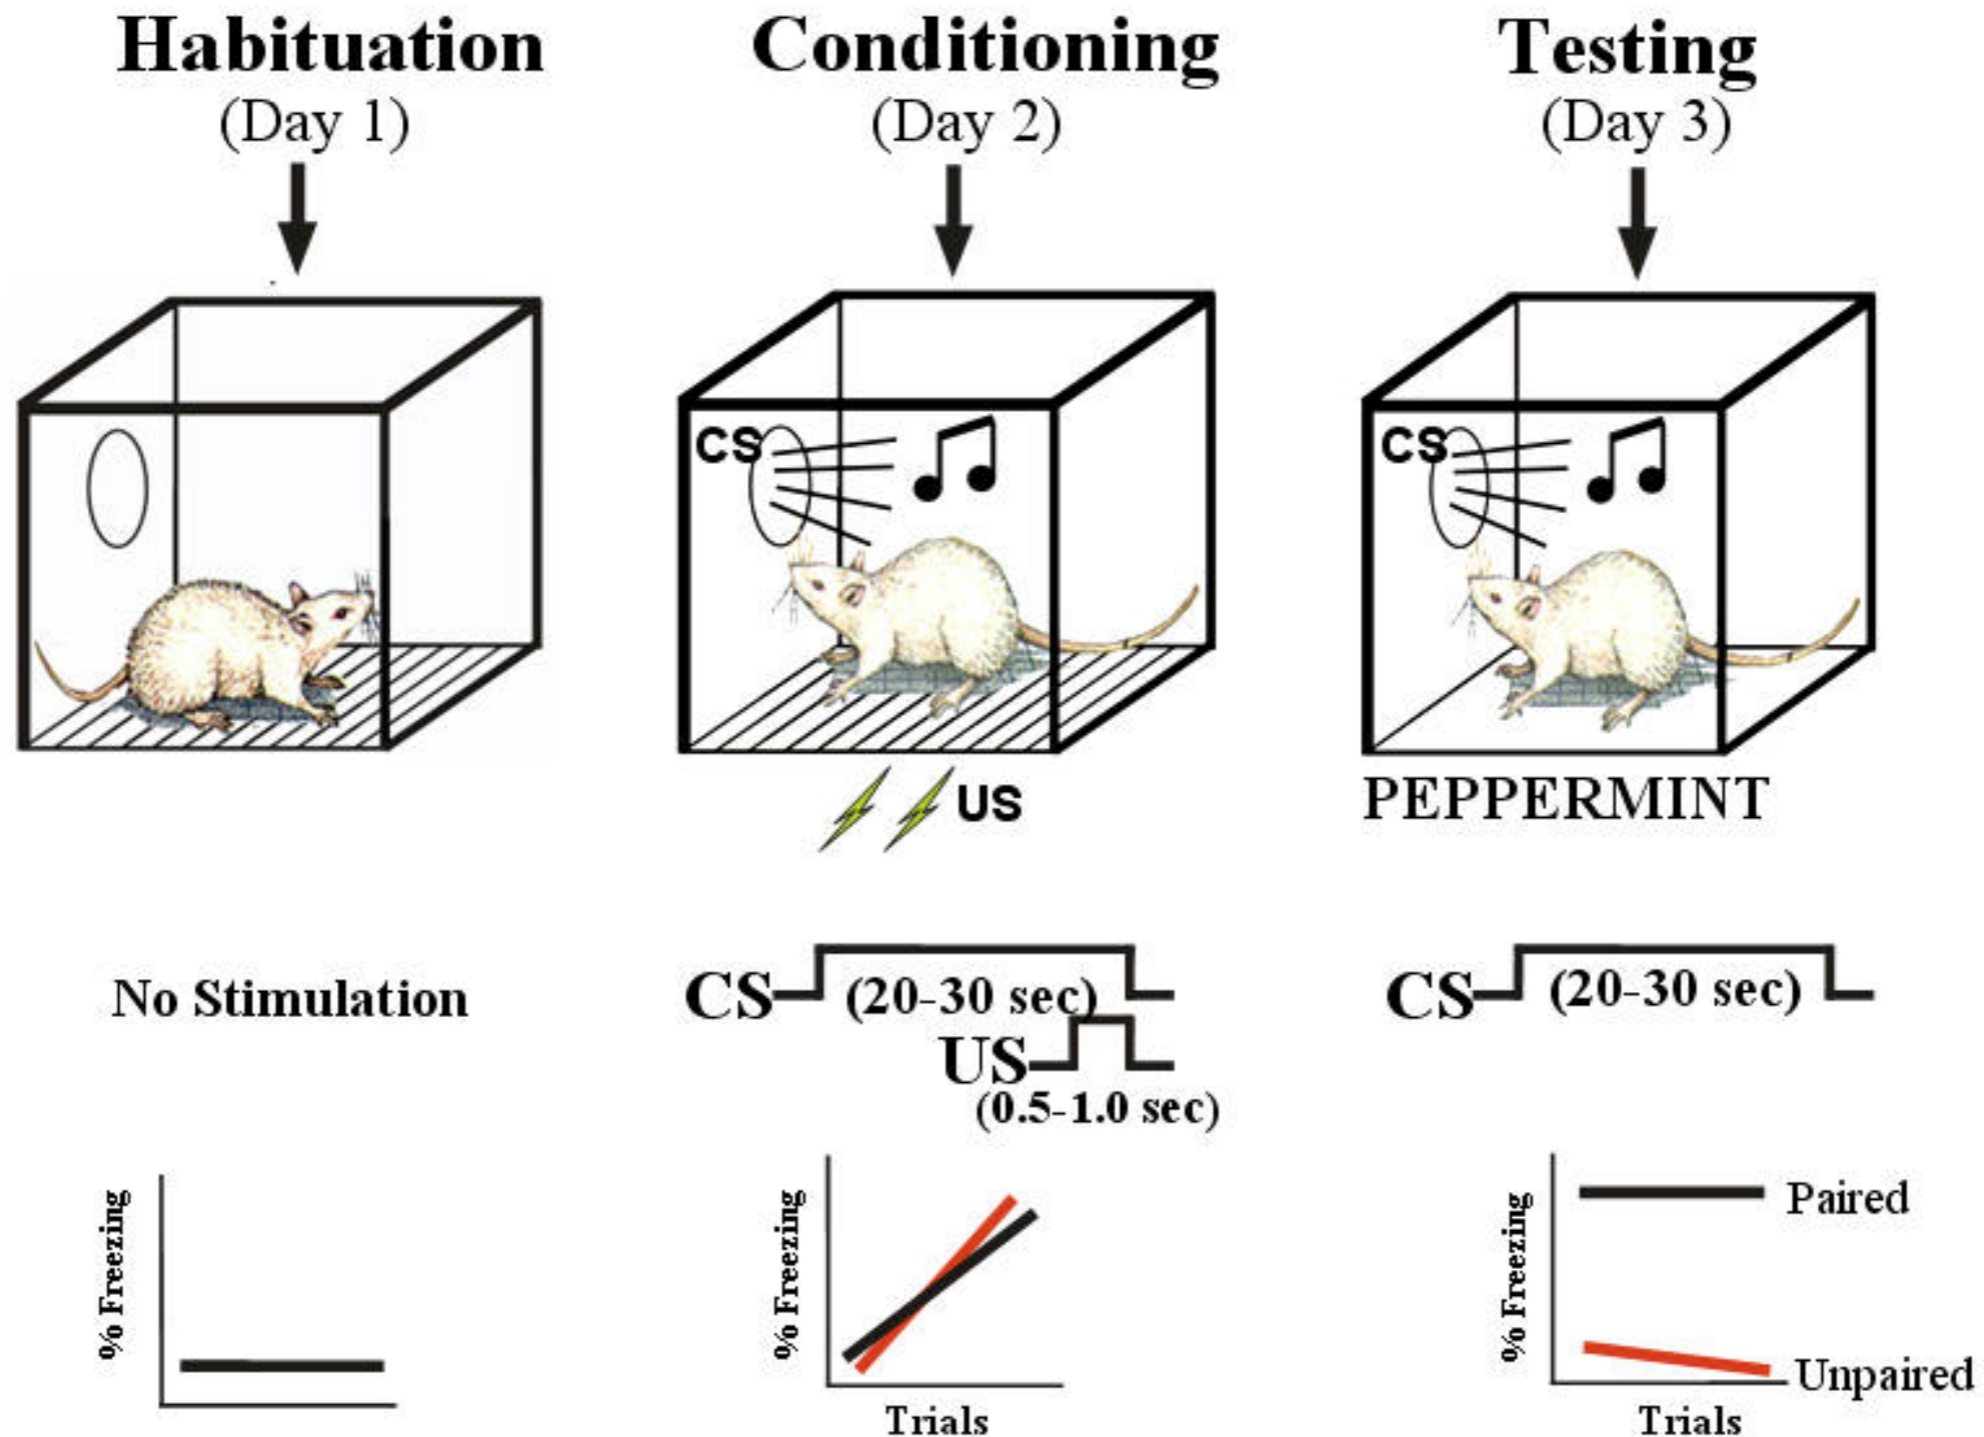 Habituation
(Day 1)
Conditioning
(Day 2)
Testing
(Day 3)
CS
US
CS
PEPPERMINT
No Stimulation
CS
(20-30 sec)
US
(0.5-1.0 sec)
CS
(20-30 sec)
% Freezing
% Freezing
Trials
% Freezing
Paired
Unpaired
Trials